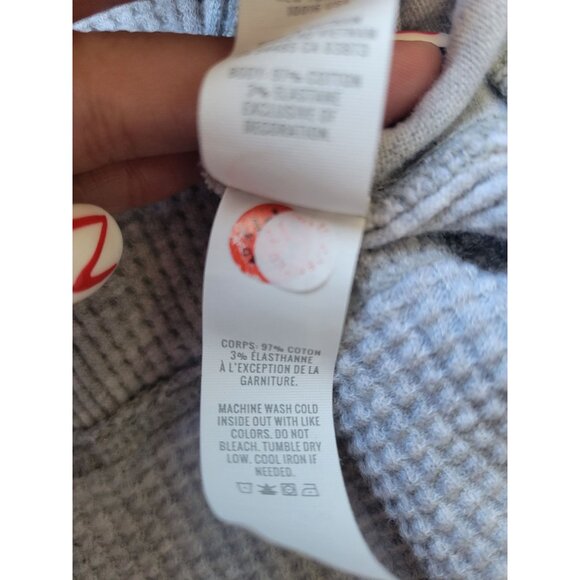 BODY: 97% COTTON
3% ELASTANE
EXCLUSIVE OF
DECORATION.
CORPS: 97% COTON
3% ÉLASTHANNE
À L'EXCEPTION DE LA
GARNITURE.
MACHINE WASH COLD
INSIDE OUT WITH LIKE
COLORS. DO NOT
BLEACH. TUMBLE DRY
LOW. COOL IRON IF
NEEDED.